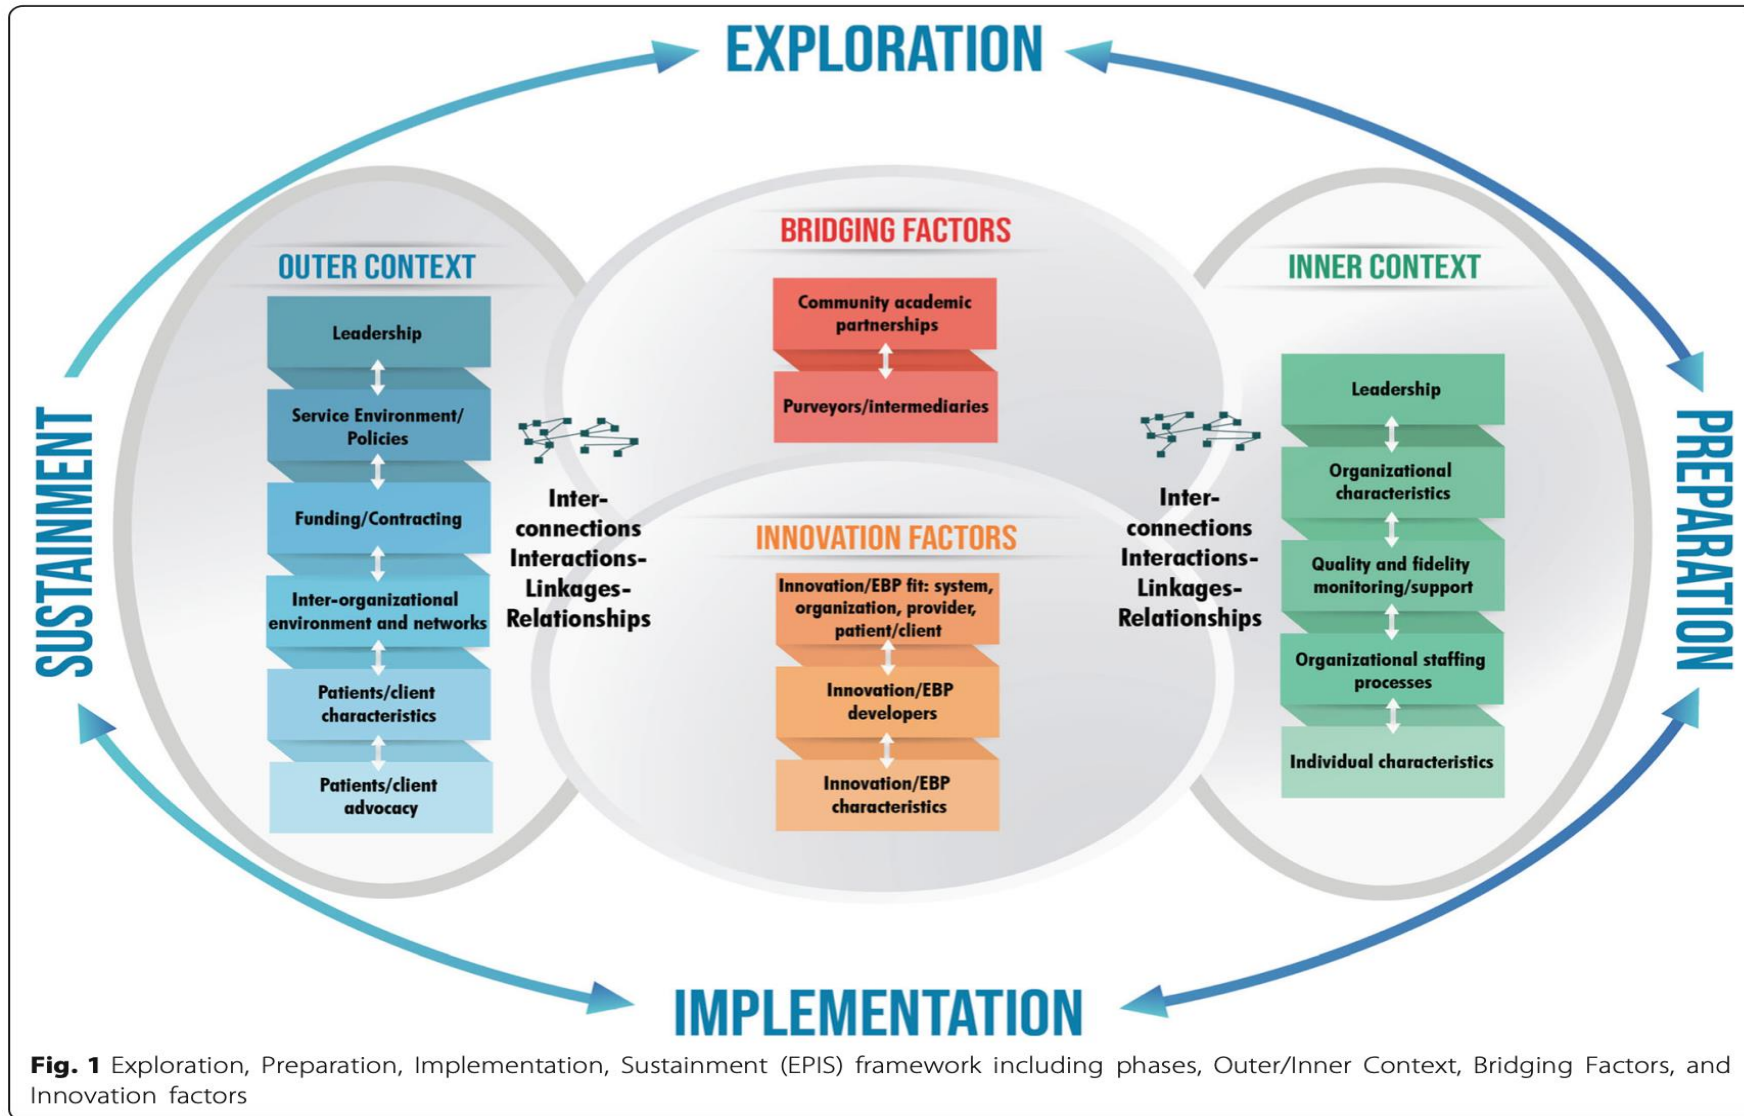 EXPLORATION
SUSTAINMENT
OUTER CONTEXT
Leadership
Service Environment/
Policies
Funding/Contracting
Inter-organizational
environment and networks
Patients/client
characteristics
Patients/client
advocacy
Inter-
connections
Interactions-
Linkages-
Relationships
BRIDGING FACTORS
Community academic
partnerships
Purveyors/intermediaries
INNOVATION FACTORS
Innovation/EBP fit: system,
organization, provider,
patient/client
Innovation/EBP
developers
Innovation/EBP
characteristics
Inter-
connections
Interactions-
Linkages-
Relationships
INNER CONTEXT
Leadership
Organizational
characteristics
Quality and fidelity
monitoring/support
Organizational staffing
processes
Individual characteristics
PREPARATION
IMPLEMENTATION
Fig. 1 Exploration, Preparation, Implementation, Sustainment (EPIS) framework including phases, Outer/Inner Context, Bridging Factors, and
Innovation factors